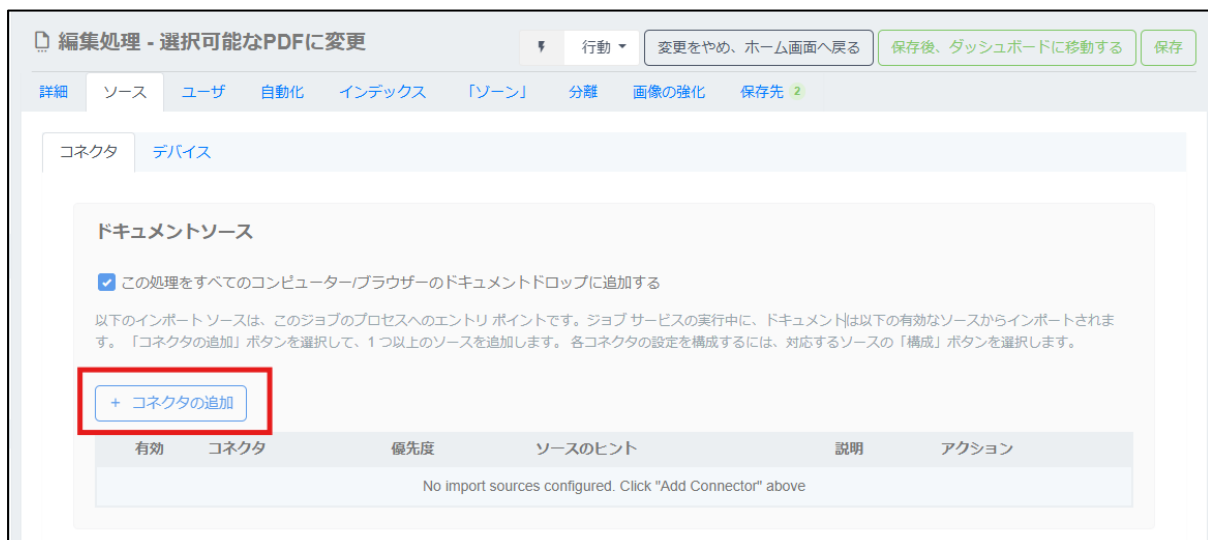 編集処理 - 選択可能なPDFに変更
行動
変更をやめ、ホーム画面へ戻る
保存後、ダッシュボードに移動する
保存
詳細 ソース ユーザ 自動化 インデックス 「ゾーン」 分離 画像の強化 保存先 2
コネクタ デバイス
ドキュメントソース
この処理をすべてのコンピューター/ブラウザーのドキュメントドロップに追加する
以下のインポート ソースは、このジョブのプロセスへのエントリ ポイントです。ジョブ サービスの実行中に、ドキュメントは以下の有効なソースからインポートされま
す。 「コネクタの追加」ボタンを選択して、1 つ以上のソースを追加します。 各コネクタの設定を構成するには、対応するソースの「構成」ボタンを選択します。
+ コネクタの追加
有効 コネクタ 優先度 ソースのヒント 説明 アクション
No import sources configured. Click "Add Connector" above